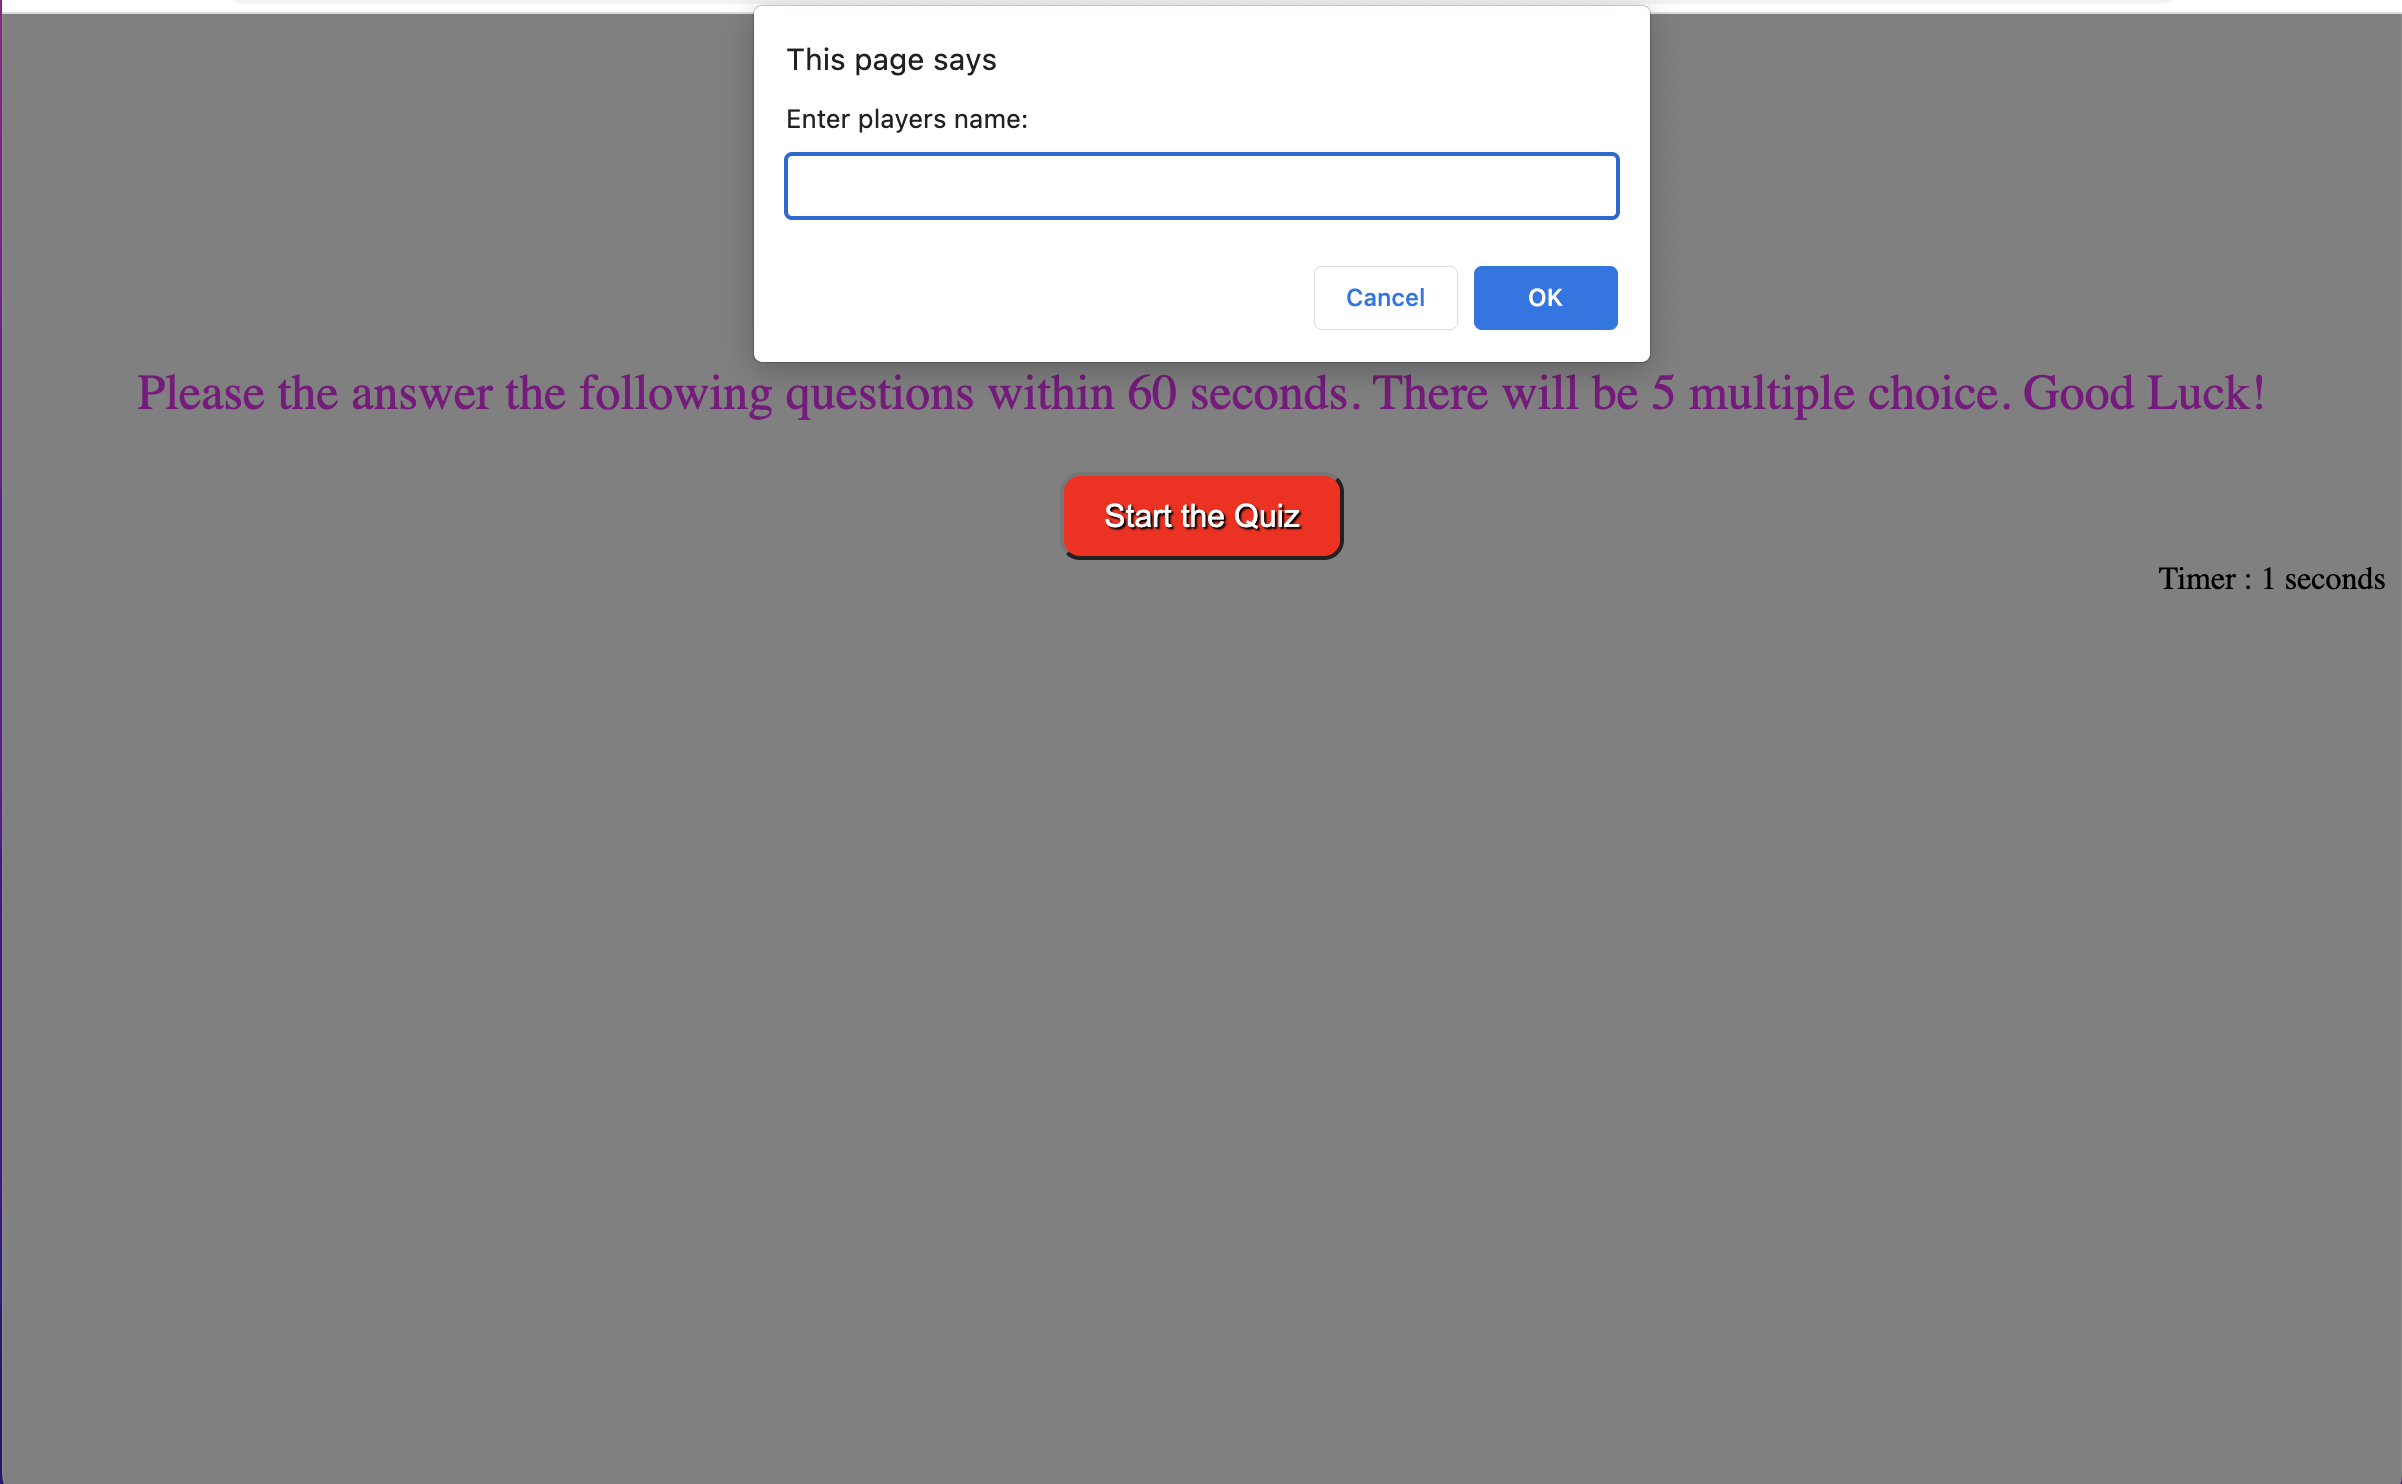 This page says
Enter players name:
Cancel
OK
Please the answer the following questions within 60 seconds. There will be 5 multiple choice. Good Luck!
Start the Quiz
Timer : 1 seconds